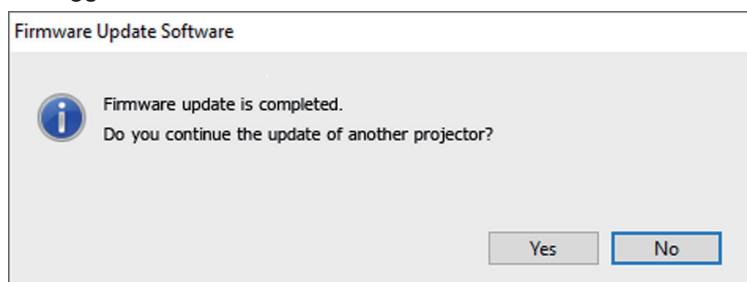 Firmware Update Software
Firmware update is completed.
Do you continue the update of another projector?
Yes No